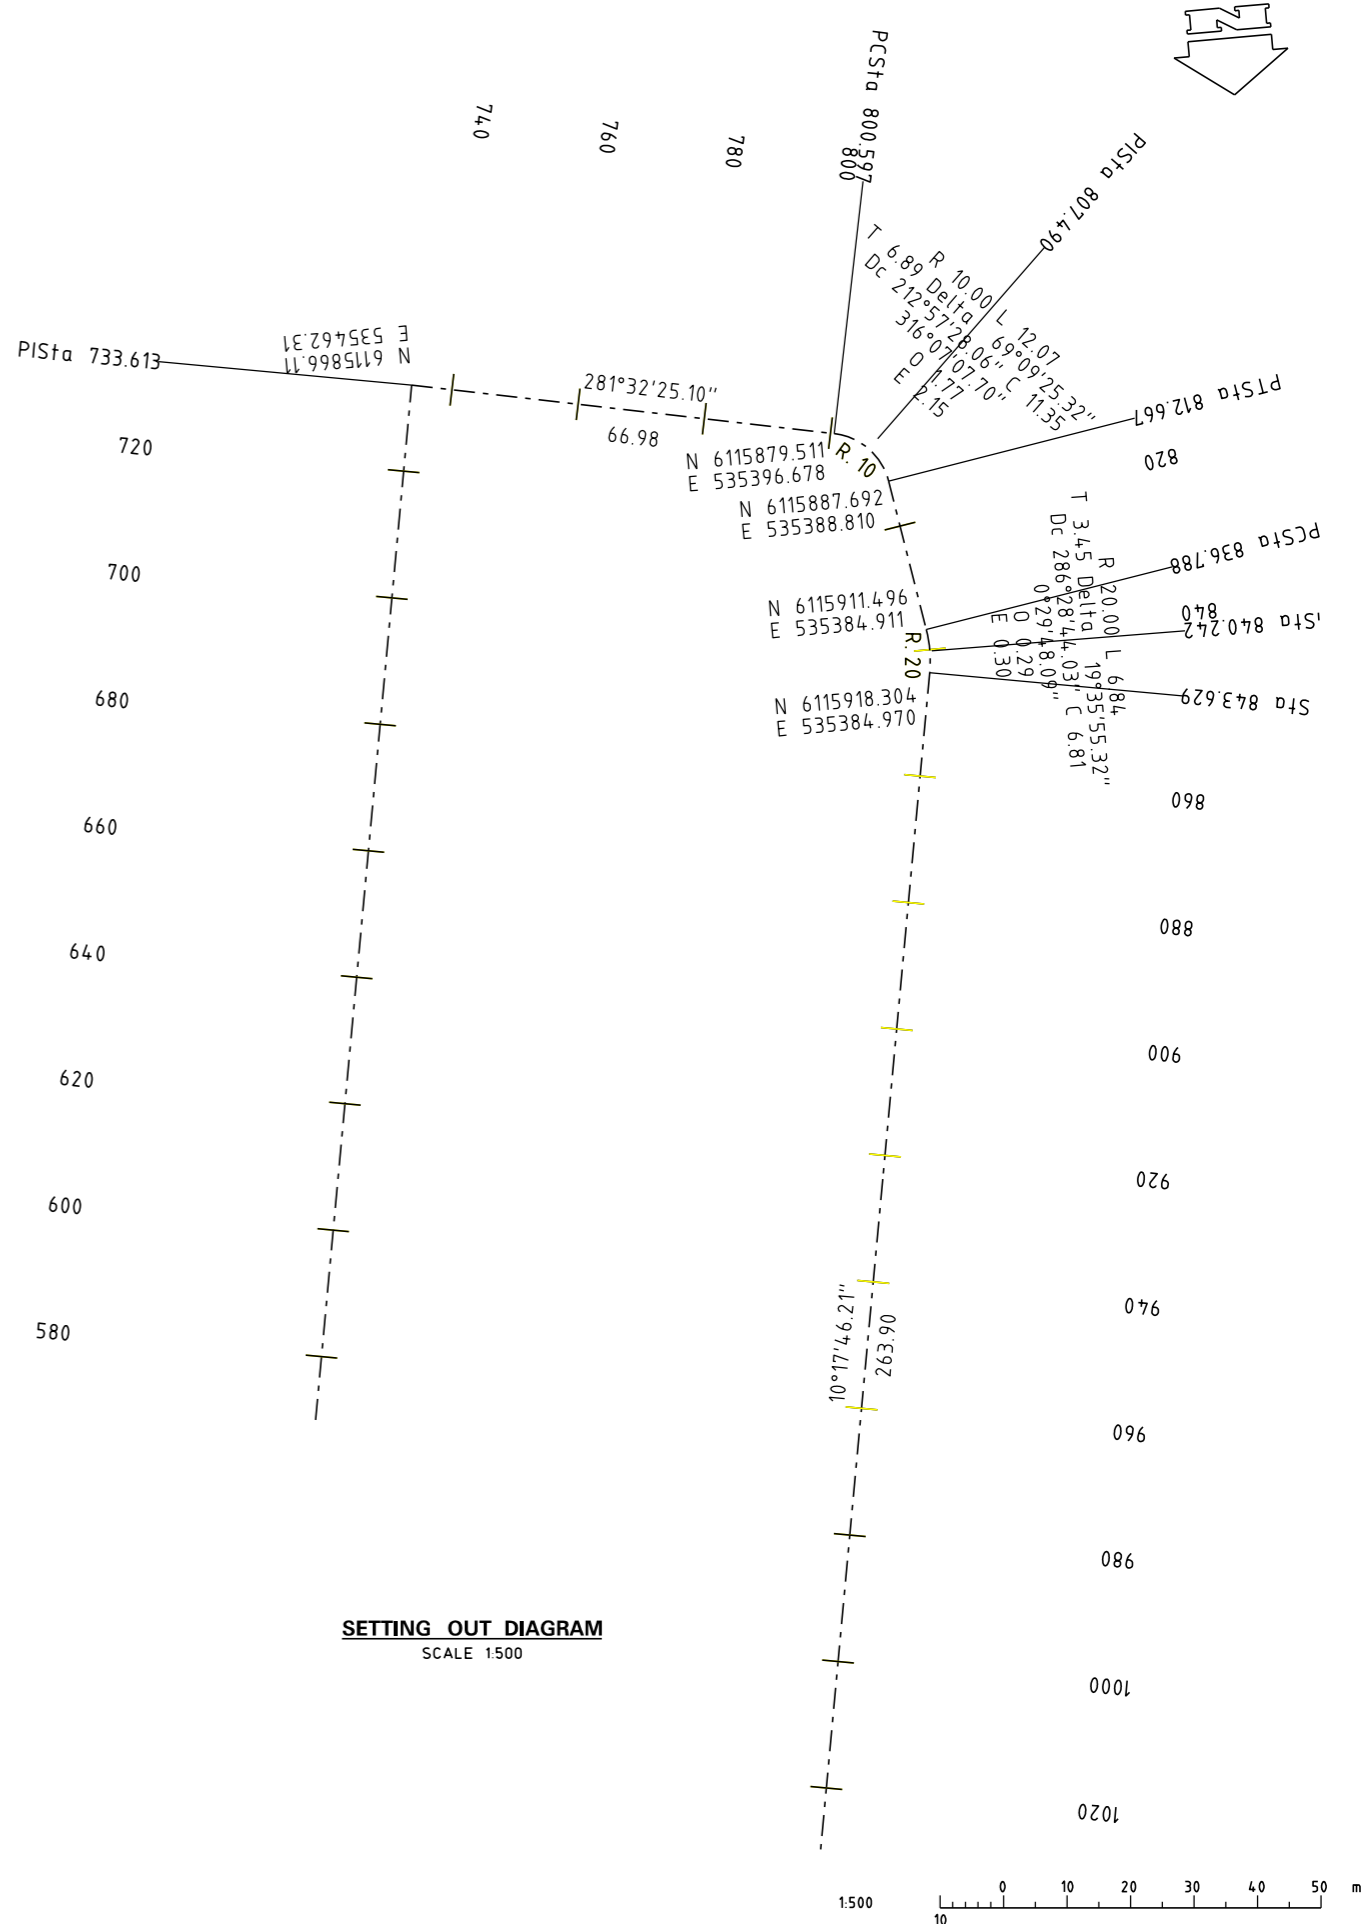 N
PCSta 800.597
740
760
780
800
PISta 807.490
R 10.00 L 12.07
T 6.89 Delta 69°09'25.32"
Dc 212°57'28.06" C 11.35
316°07'07.70"
O 1.77
E 2.15
PISta 733.613
N 6115866.11
E 535462.31
281°32'25.10"
66.98
PTSta 812.667
720
820
N 6115879.511
E 535396.678
R. 10
N 6115887.692
E 535388.810
PCSta 836.788
R 20.00 L 6.84
T 3.45 Delta 19°35'55.32"
Dc 286°28'44.03" C 6.81
0°29'48.09"
O 0.29
E 0.30
700
N 6115911.496
E 535384.911
840
Sta 840.242
R. 20
680
N 6115918.304
E 535384.970
Sta 843.629
660
860
640
880
620
900
600
920
580
940
10°17'46.21"
263.90
960
980
SETTING OUT DIAGRAM
SCALE 1:500
1000
1020
1:500
10
0 10 20 30 40 50 m